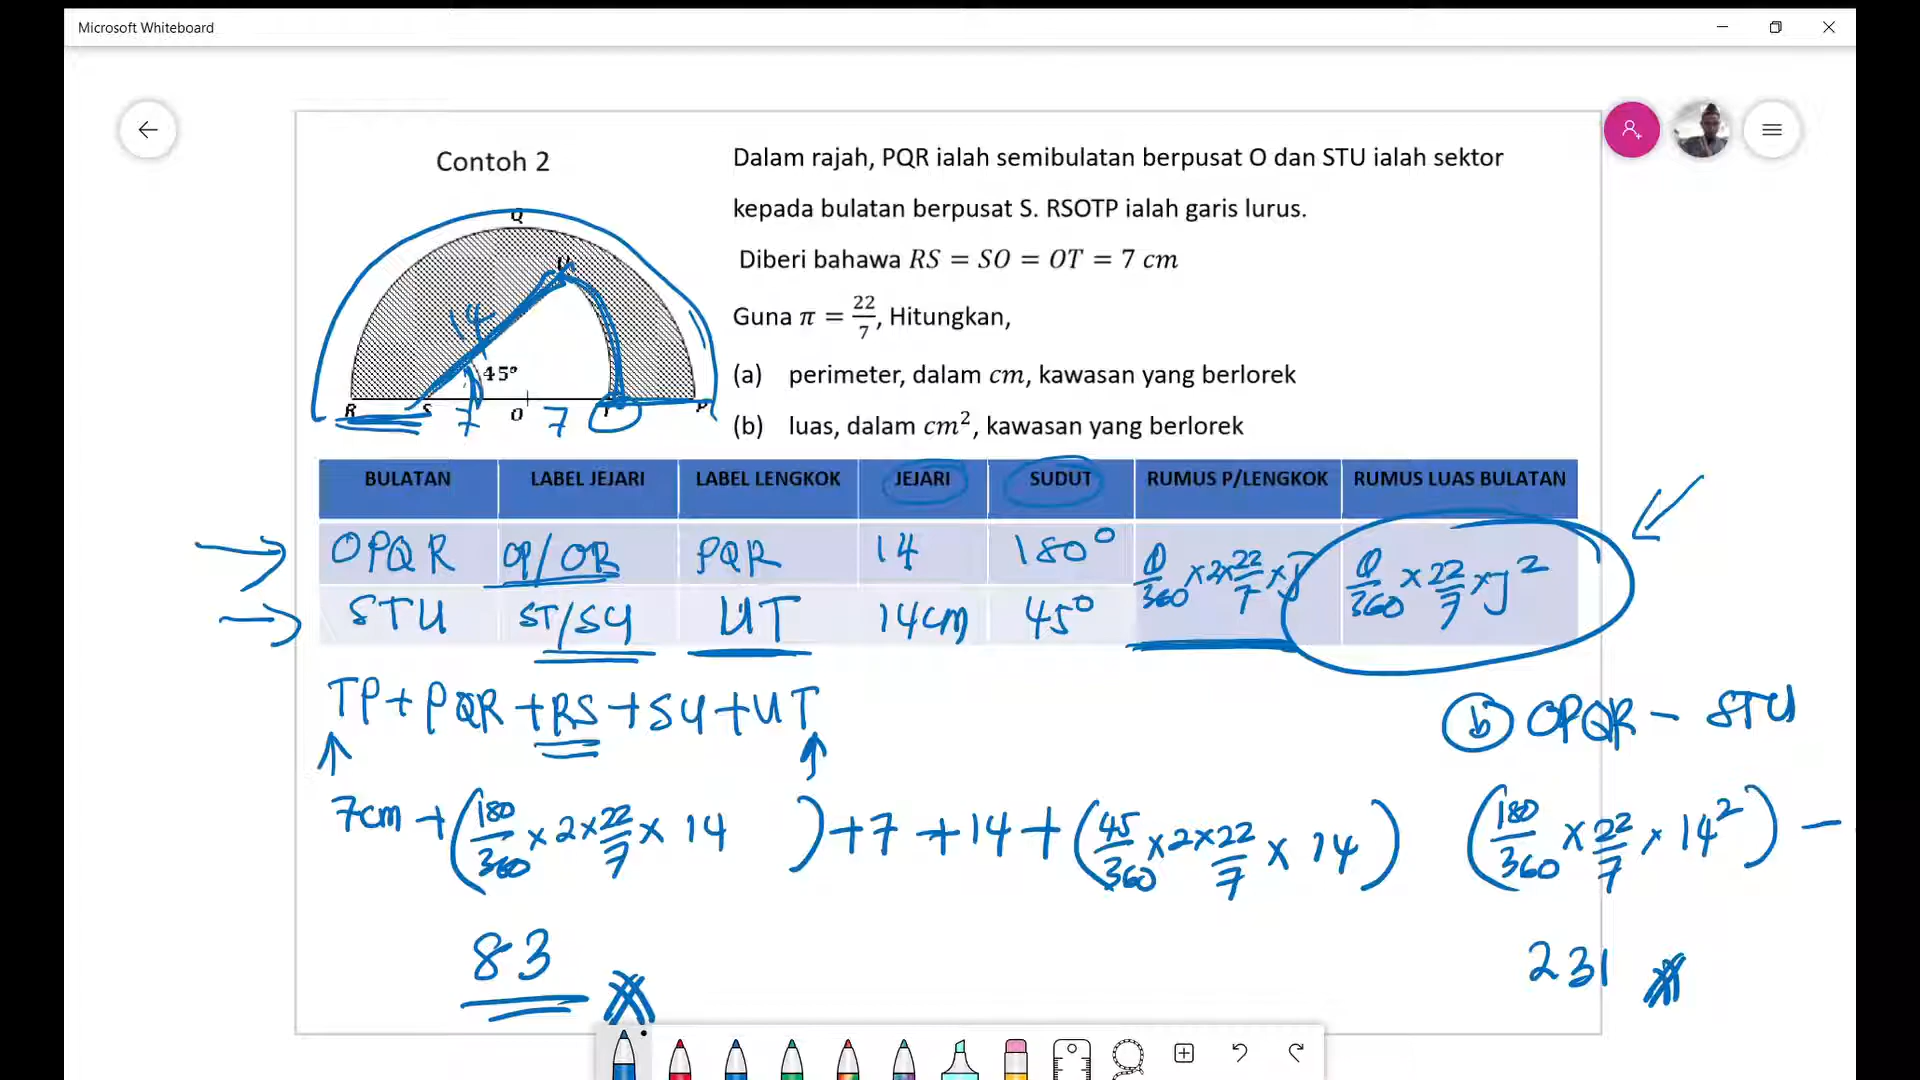 Microsoft Whiteboard
Contoh 2
Dalam rajah, PQR ialah semibulatan berpusat O dan STU ialah sektor
kepada bulatan berpusat S. RSOTP ialah garis lurus.
Diberi bahawa RS = SO = OT = 7 cm
Guna π = 22/7, Hitungkan,
(a) perimeter, dalam cm, kawasan yang berlorek
(b) luas, dalam cm², kawasan yang berlorek
Q
U
14
45°
R S O T P
7 7
BULATAN LABEL JEJARI LABEL LENGKOK JEJARI SUDUT RUMUS P/LENGKOK RUMUS LUAS BULATAN
OPQR OP/OR PQR 14 180° θ/360 × 2 × 22/7 × J θ/360 × 22/7 × J²
STU ST/SU UT 14cm 45°
TP + PQR + RS + SU + UT
(b) OPQR - STU
7cm + (180/360 × 2 × 22/7 × 14) + 7 + 14 + (45/360 × 2 × 22/7 × 14)
(180/360 × 22/7 × 14²) -
83
231